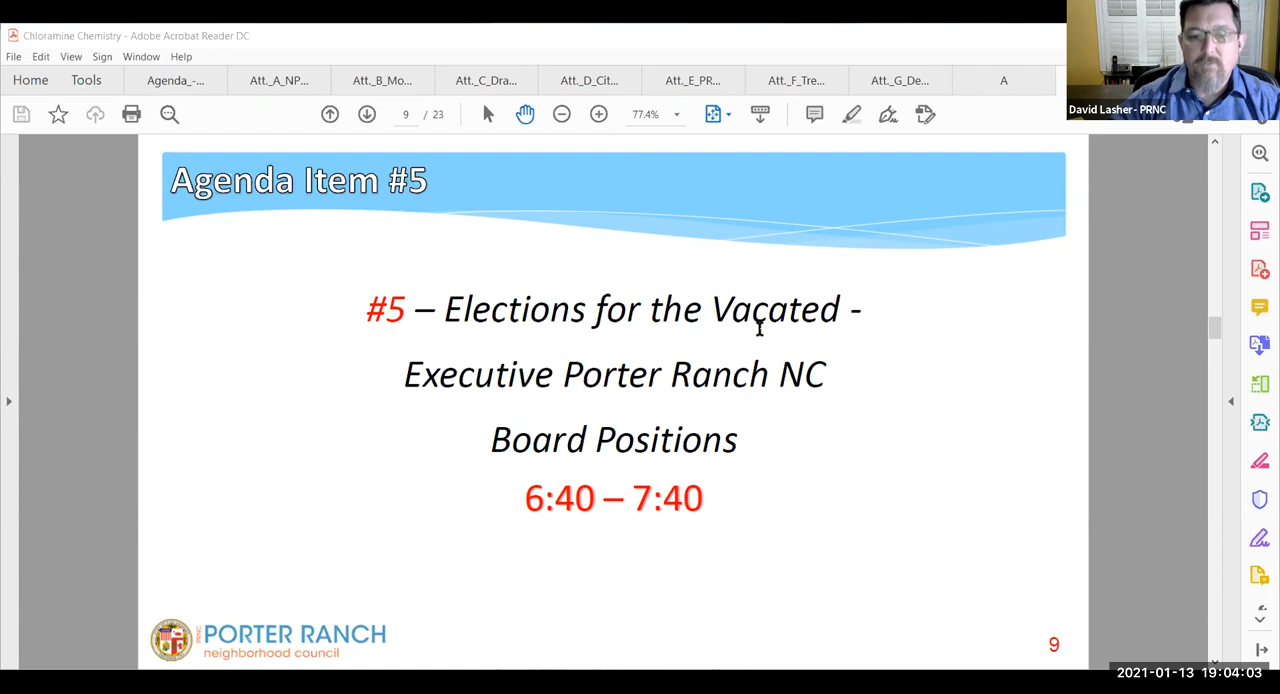 Chloramine Chemistry - Adobe Acrobat Reader DC
File Edit View Sign Window Help
Home Tools Agenda_-... Att._A_NP... Att._B_Mo... Att._C_Dra... Att._D_Cit... Att._E_PR... Att._F_Tre... Att._G_De... A
9 / 23 77.4%
David Lasher- PRNC
Agenda Item #5
#5 – Elections for the Vacated -
Executive Porter Ranch NC
Board Positions
6:40 – 7:40
PRNC PORTER RANCH
neighborhood council
9
2021-01-13 19:04:03